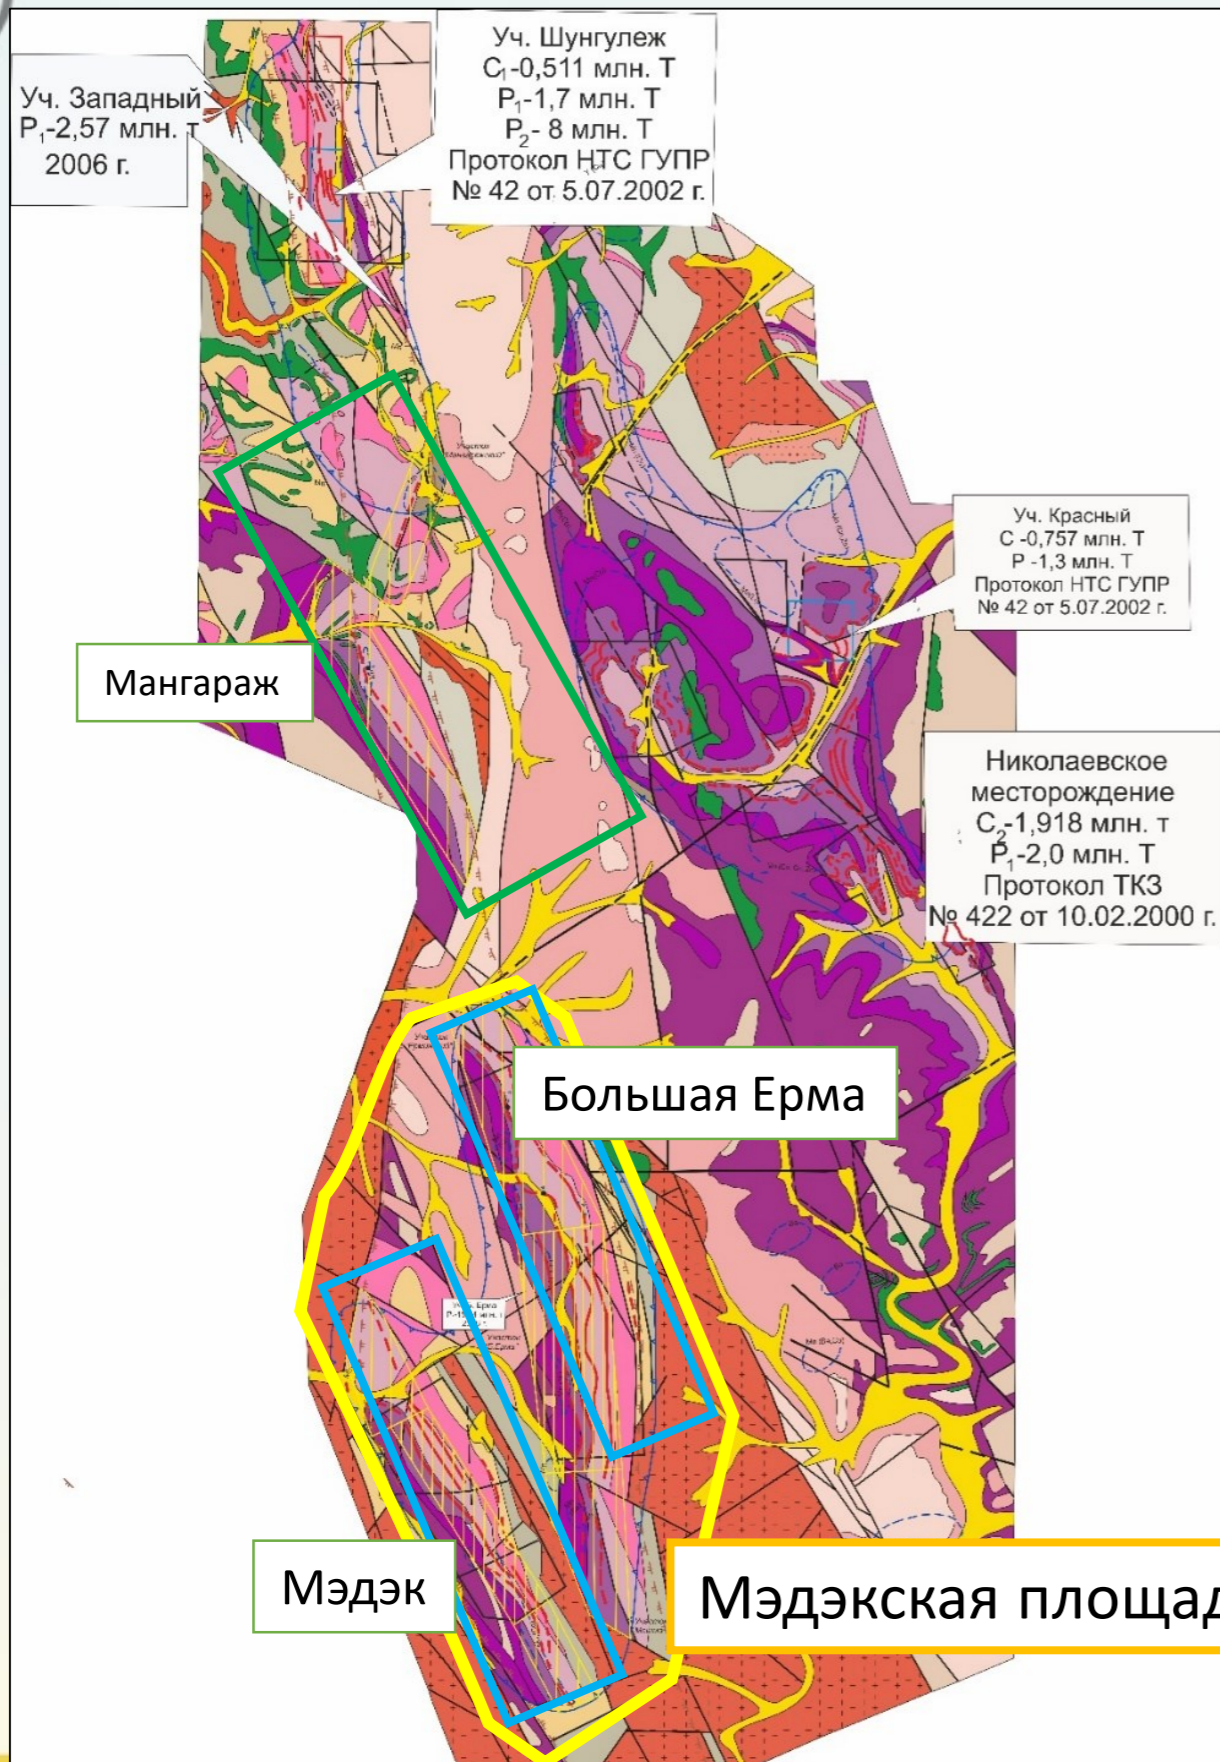 Уч. Западный
P₁-2,57 млн. т
2006 г.
Уч. Шунгулеж
C₁-0,511 млн. Т
P₁-1,7 млн. Т
P₂- 8 млн. Т
Протокол НТС ГУПР
№ 42 от 5.07.2002 г.
Уч. Красный
С -0,757 млн. Т
Р -1,3 млн. Т
Протокол НТС ГУПР
№ 42 от 5.07.2002 г.
Мангараж
Николаевское
месторождение
C₂-1,918 млн. т
P₁-2,0 млн. Т
Протокол ТКЗ
№ 422 от 10.02.2000 г.
Большая Ерма
Мэдэк
Мэдэкская площад